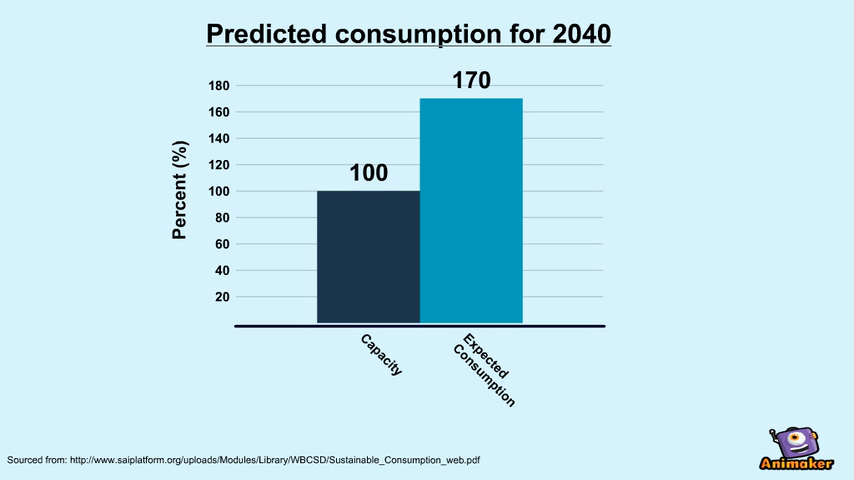 Predicted consumption for 2040
170
180
160
140
120
100
80
60
40
20
100
Percent (%)
Capacity
Expected
Consumption
Sourced from: http://www.saiplatform.org/uploads/Modules/Library/WBCSD/Sustainable_Consumption_web.pdf
Animaker